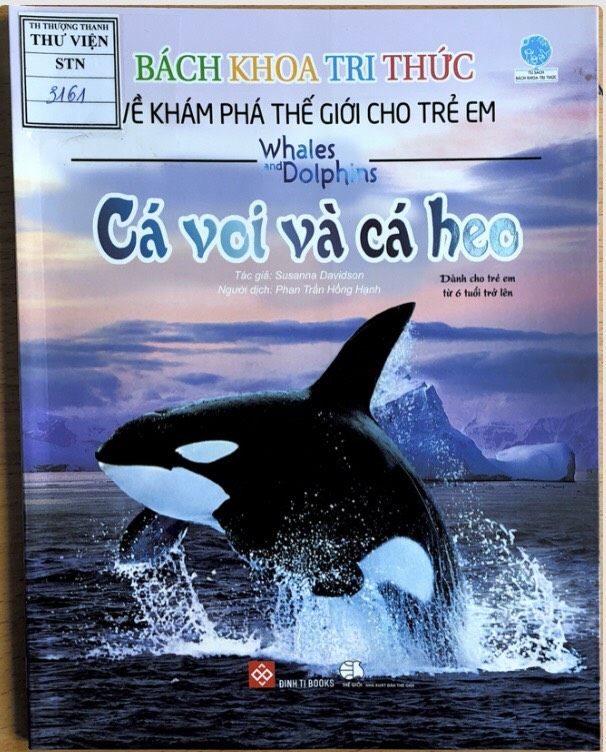 TH THƯỢNG THANH
THƯ VIỆN
STN
3161
TỦ SÁCH
BÁCH KHOA TRI THỨC
BÁCH KHOA TRI THỨC
VỀ KHÁM PHÁ THẾ GIỚI CHO TRẺ EM
Whales
and Dolphins
Cá voi và cá heo
Tác giả: Susanna Davidson
Người dịch: Phan Trần Hồng Hạnh
Dành cho trẻ em
từ 6 tuổi trở lên
ĐINH TI BOOKS
THẾ GIỚI NHÀ XUẤT BẢN THẾ GIỚI